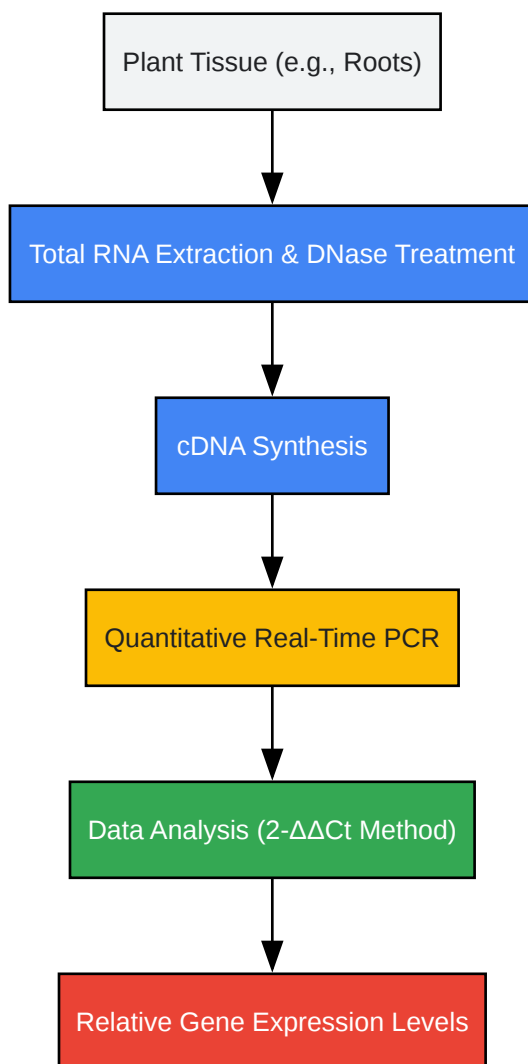 Plant Tissue (e.g., Roots)
Total RNA Extraction & DNase Treatment
cDNA Synthesis
Quantitative Real-Time PCR
Data Analysis (2-ΔΔCt Method)
Relative Gene Expression Levels